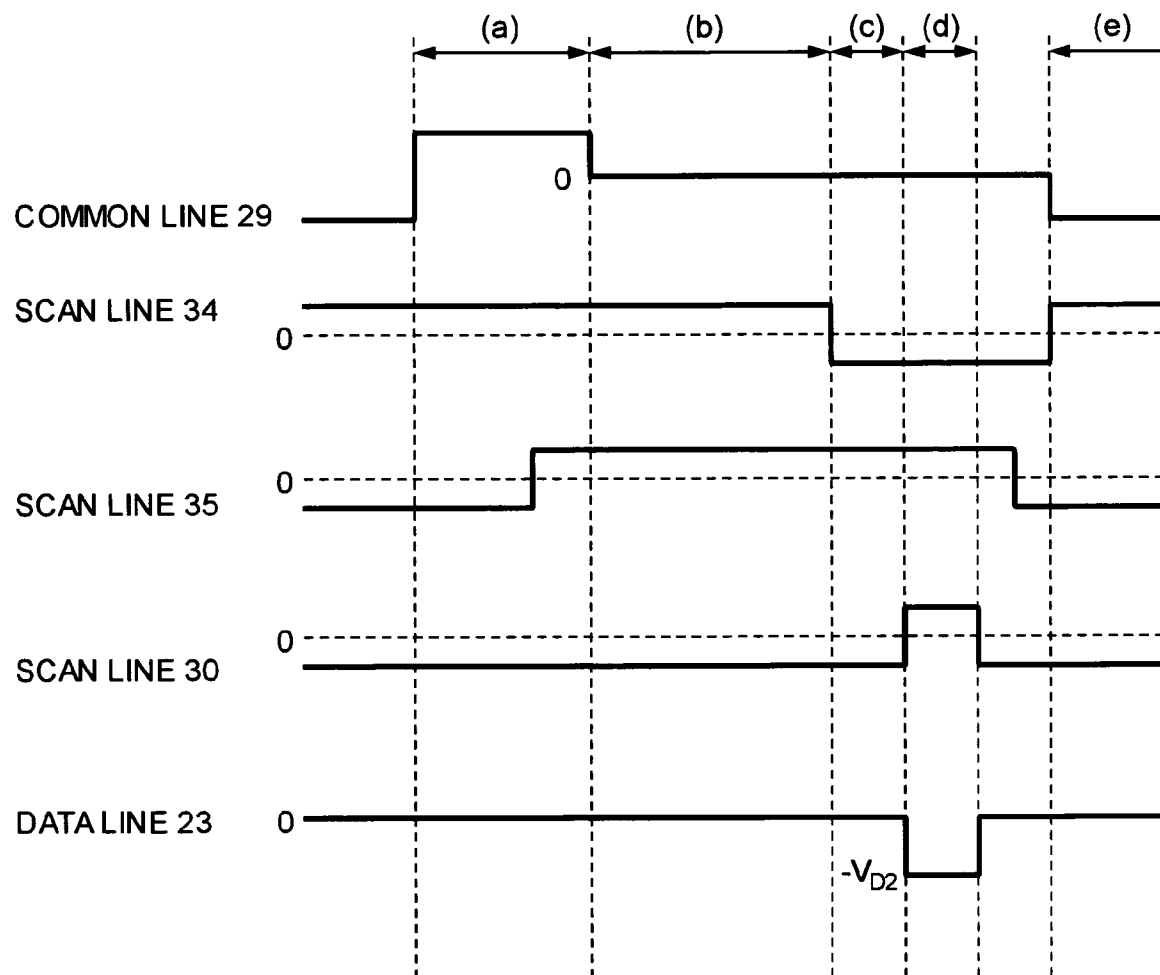 (a) (b) (c) (d) (e)
0
COMMON LINE 29
SCAN LINE 34
0
0
SCAN LINE 35
0
SCAN LINE 30
DATA LINE 23 0
-VD2